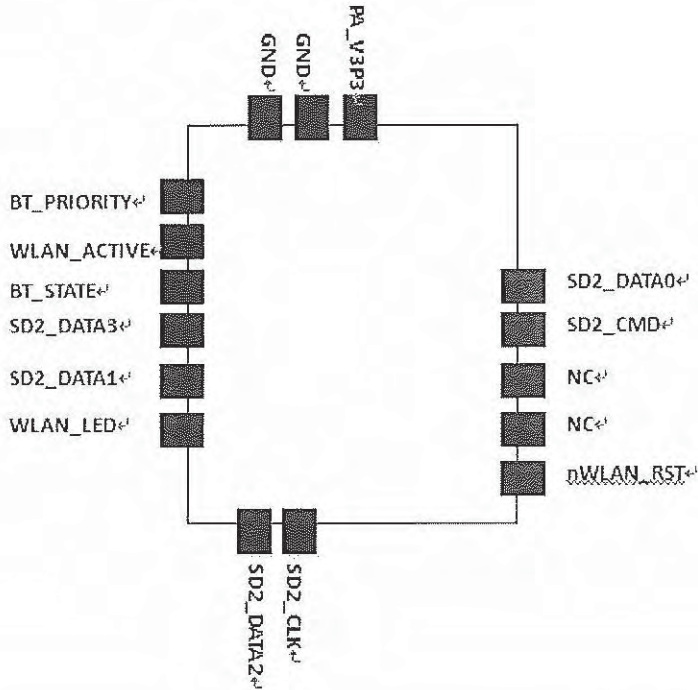 GND↵
GND↵
PA_V3P3↵
BT_PRIORITY↵
WLAN_ACTIVE↵
BT_STATE↵
SD2_DATA3↵
SD2_DATA1↵
WLAN_LED↵
SD2_DATA0↵
SD2_CMD↵
NC↵
NC↵
nWLAN_RST↵
SD2_DATA2↵
SD2_CLK↵